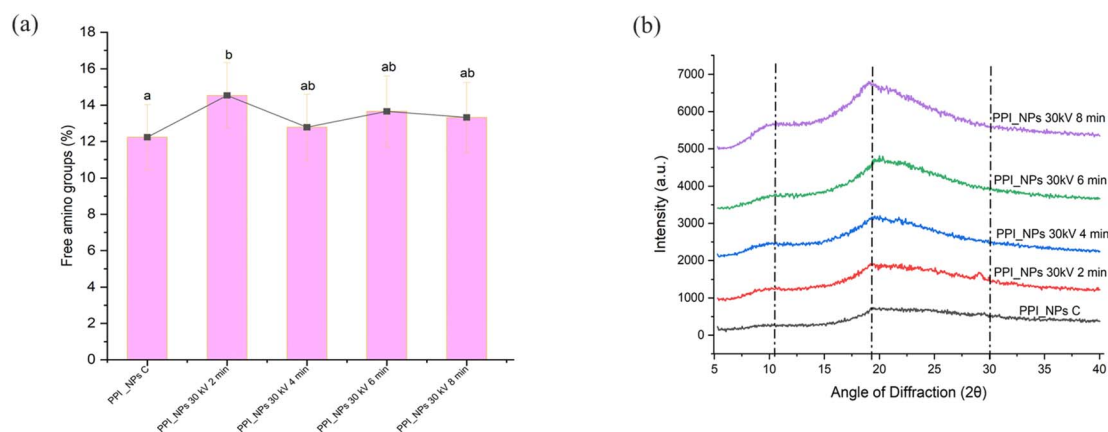 (a)
18
16
14
12
10
8
6
4
2
0
Free amino groups (%)
a
b
ab
ab
ab
PPI_NPs C
PPI_NPs 30 kV 2 min
PPI_NPs 30 kV 4 min
PPI_NPs 30 kV 6 min
PPI_NPs 30 kV 8 min
(b)
7000
6000
5000
4000
3000
2000
1000
0
Intensity (a.u.)
PPI_NPs 30kV 8 min
PPI_NPs 30kV 6 min
PPI_NPs 30kV 4 min
PPI_NPs 30kV 2 min
PPI_NPs C
5 10 15 20 25 30 35 40
Angle of Diffraction (2θ)